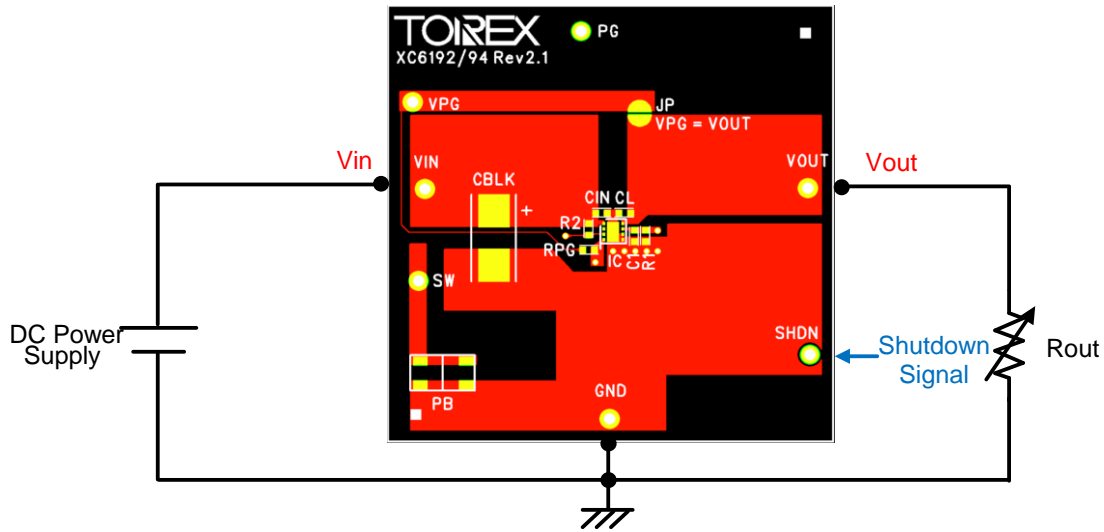 TOIREX
PG
XC6192/94 Rev2.1
VPG
JP
VPG = VOUT
Vin
VIN
CBLK
+
CIN CL
R2
RPG
IC
C1
R1
VOUT
Vout
SW
DC Power
Supply
SHDN
Shutdown
Signal
Rout
PB
GND